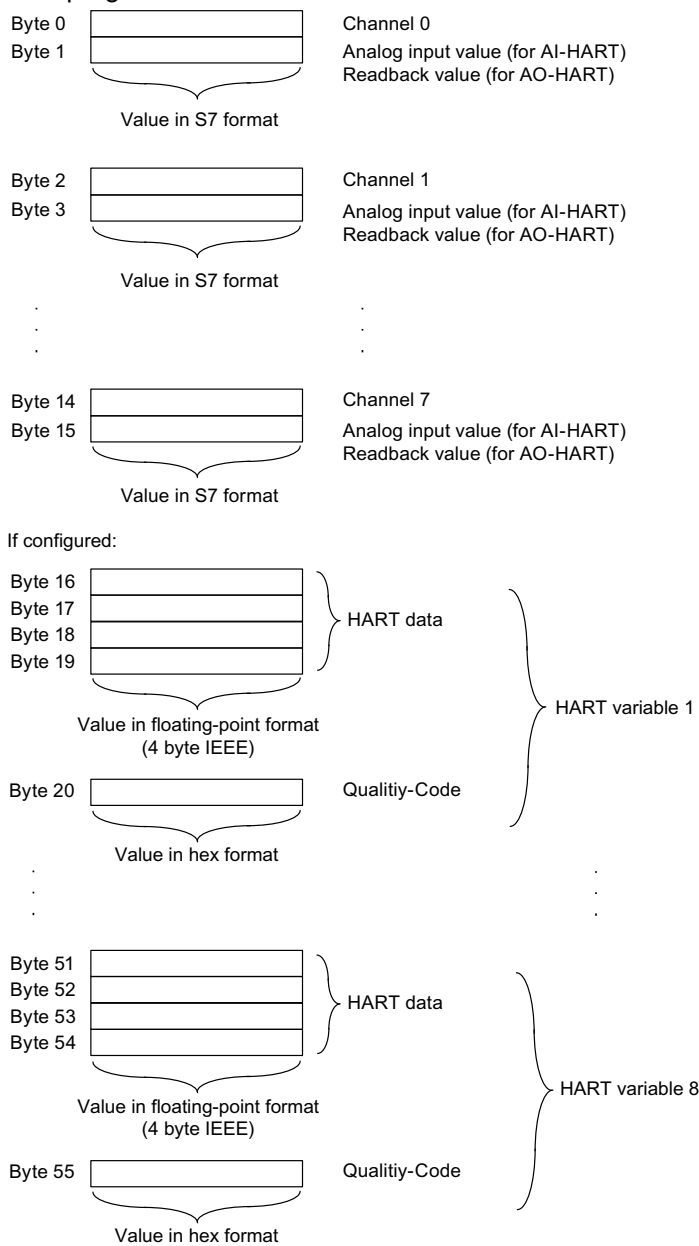 Byte 0 Channel 0
Byte 1 Analog input value (for AI-HART)
Readback value (for AO-HART)
Value in S7 format
Byte 2 Channel 1
Byte 3 Analog input value (for AI-HART)
Readback value (for AO-HART)
Value in S7 format
Byte 14 Channel 7
Byte 15 Analog input value (for AI-HART)
Readback value (for AO-HART)
Value in S7 format
If configured:
Byte 16
Byte 17
HART data
Byte 18
Byte 19
HART variable 1
Value in floating-point format
(4 byte IEEE)
Byte 20 Qualitiy-Code
Value in hex format
Byte 51
Byte 52
HART data
Byte 53
Byte 54
HART variable 8
Value in floating-point format
(4 byte IEEE)
Byte 55 Qualitiy-Code
Value in hex format